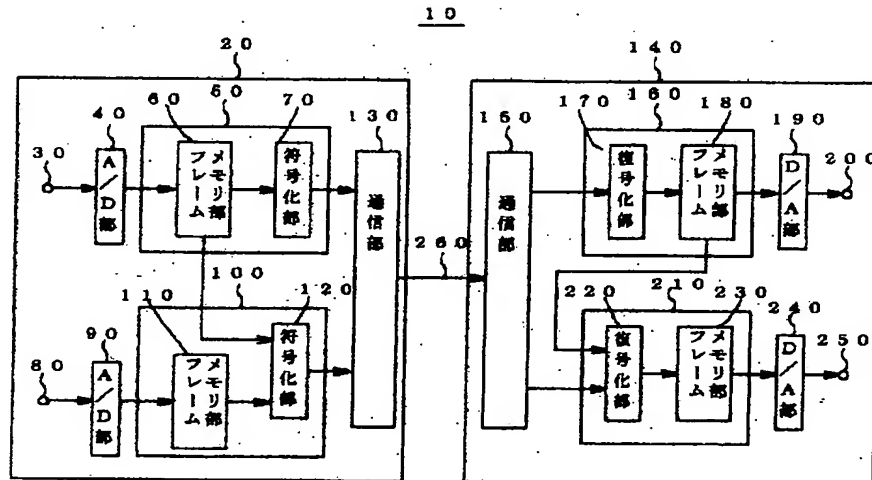 10
20
140
40
60
50
70
130
150
170
160
180
190
30
A/D部
フレームメモリ部
符号化部
通信部
260
通信部
復号化部
フレームメモリ部
D/A部
200
110
100
120
220
210
230
240
80
90
A/D部
フレームメモリ部
符号化部
復号化部
フレームメモリ部
D/A部
250